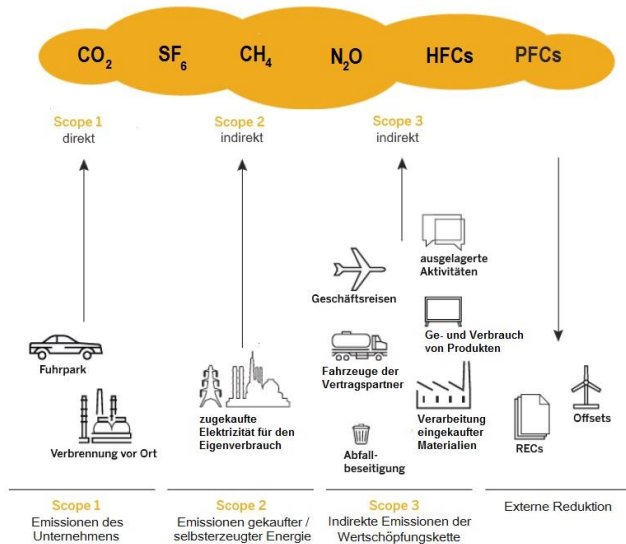 CO2 SF6 CH4 N2O HFCs PFCs
Scope 1
direkt
Scope 2
indirekt
Scope 3
indirekt
ausgelagerte
Aktivitäten
Geschäftsreisen
Ge- und Verbrauch
von Produkten
Fuhrpark
Fahrzeuge der
Vertragspartner
zugekaufte
Elektrizität für den
Eigenverbrauch
Verarbeitung
eingekaufter
Materialien
Offsets
RECs
Verbrennung vor Ort
Abfall-
beseitigung
Scope 1
Emissionen des
Unternehmens
Scope 2
Emissionen gekaufter /
selbsterzeugter Energie
Scope 3
Indirekte Emissionen der
Wertschöpfungskette
Externe Reduktion